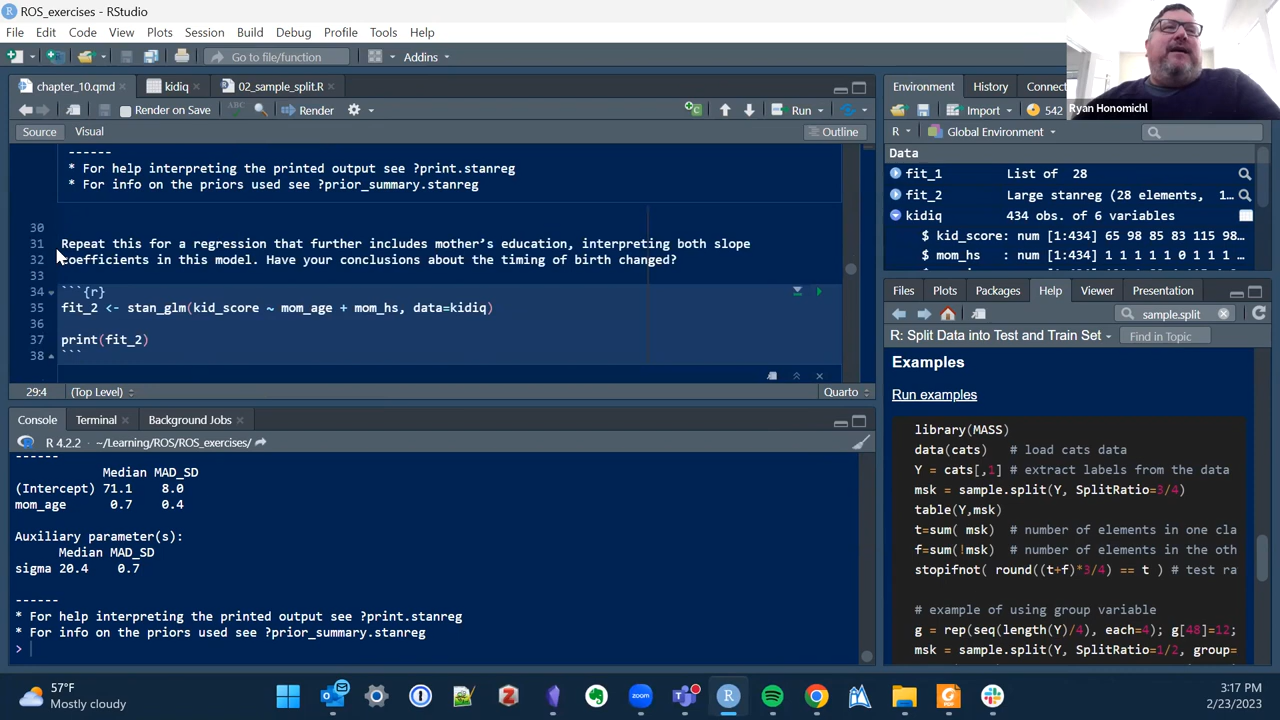 ROS_exercises - RStudio
File Edit Code View Plots Session Build Debug Profile Tools Help
Go to file/function
Addins
chapter_10.qmd
kidiq
02_sample_split.R
Render on Save
ABC
Render
Run
Source
Visual
Outline
------
* For help interpreting the printed output see ?print.stanreg
* For info on the priors used see ?prior_summary.stanreg
30
31 Repeat this for a regression that further includes mother’s education, interpreting both slope
32 coefficients in this model. Have your conclusions about the timing of birth changed?
33
34 ```{r}
35 fit_2 <- stan_glm(kid_score ~ mom_age + mom_hs, data=kidiq)
36
37 print(fit_2)
38 ```
29:4
(Top Level)
Quarto
Console
Terminal
Background Jobs
R 4.2.2 · ~/Learning/ROS/ROS_exercises/
------
Median MAD_SD
(Intercept) 71.1 8.0
mom_age 0.7 0.4
Auxiliary parameter(s):
Median MAD_SD
sigma 20.4 0.7
------
* For help interpreting the printed output see ?print.stanreg
* For info on the priors used see ?prior_summary.stanreg
>
Ryan Honomichl
Environment
History
Connect
Import
542
R
Global Environment
Data
fit_1 List of 28
fit_2 Large stanreg (28 elements, 1…
kidiq 434 obs. of 6 variables
$ kid_score: num [1:434] 65 98 85 83 115 98…
$ mom_hs : num [1:434] 1 1 1 1 1 0 1 1 1…
Files
Plots
Packages
Help
Viewer
Presentation
sample.split
R: Split Data into Test and Train Set
Find in Topic
Examples
Run examples
library(MASS)
data(cats) # load cats data
Y = cats[,1] # extract labels from the data
msk = sample.split(Y, SplitRatio=3/4)
table(Y,msk)
t=sum( msk) # number of elements in one cla
f=sum(!msk) # number of elements in the oth
stopifnot( round((t+f)*3/4) == t ) # test ra
# example of using group variable
g = rep(seq(length(Y)/4), each=4); g[48]=12;
msk = sample.split(Y, SplitRatio=1/2, group=
57°F
Mostly cloudy
zoom
3:17 PM
2/23/2023